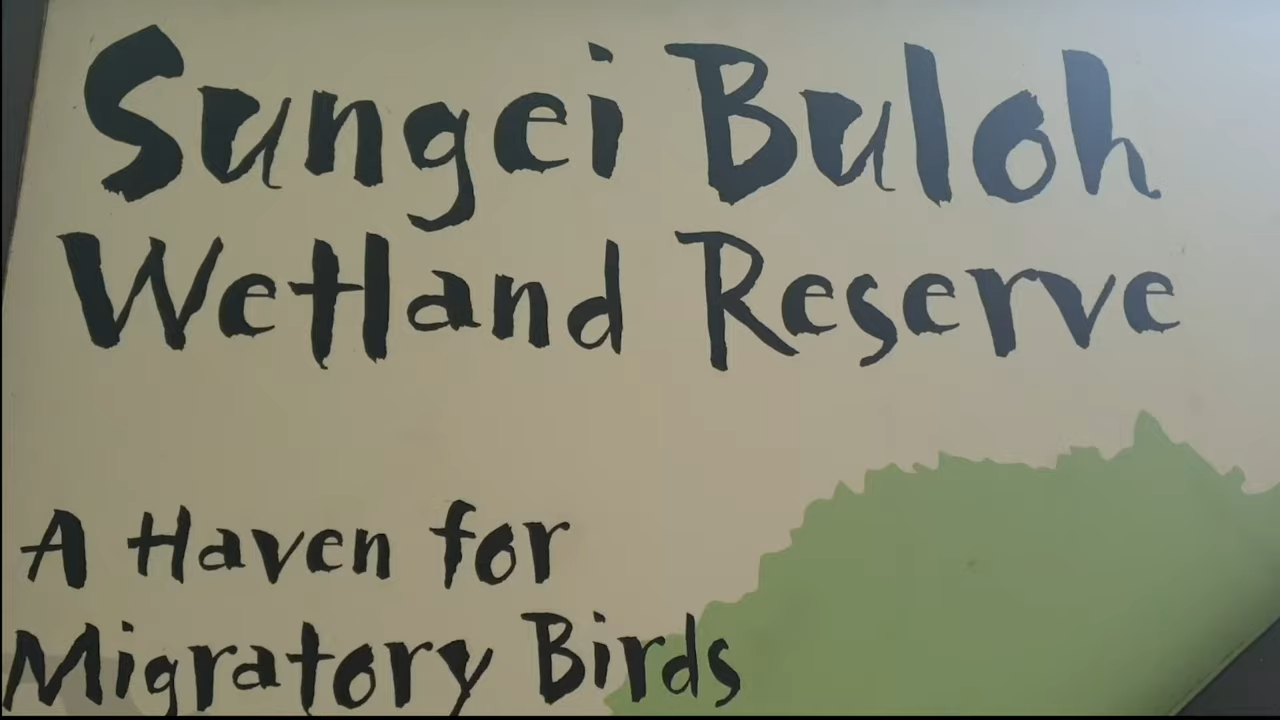 Sungei Buloh
Wetland Reserve
A Haven for
Migratory Birds